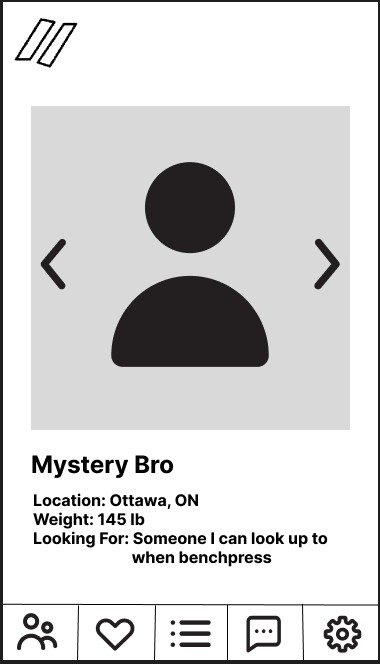 Mystery Bro
Location: Ottawa, ON
Weight: 145 lb
Looking For: Someone I can look up to
when benchpress